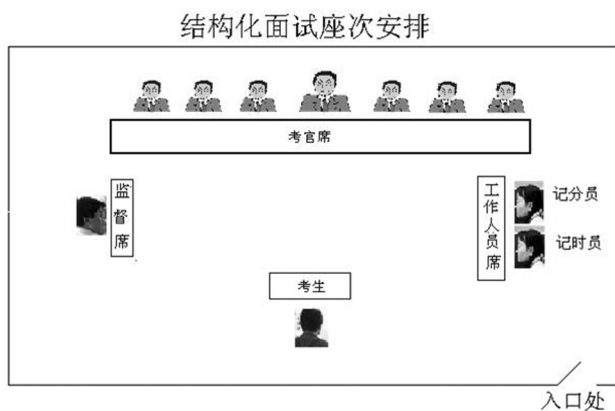 结构化面试座次安排
考官席
监督席
工作人员席
记分员
记时员
考生
入口处